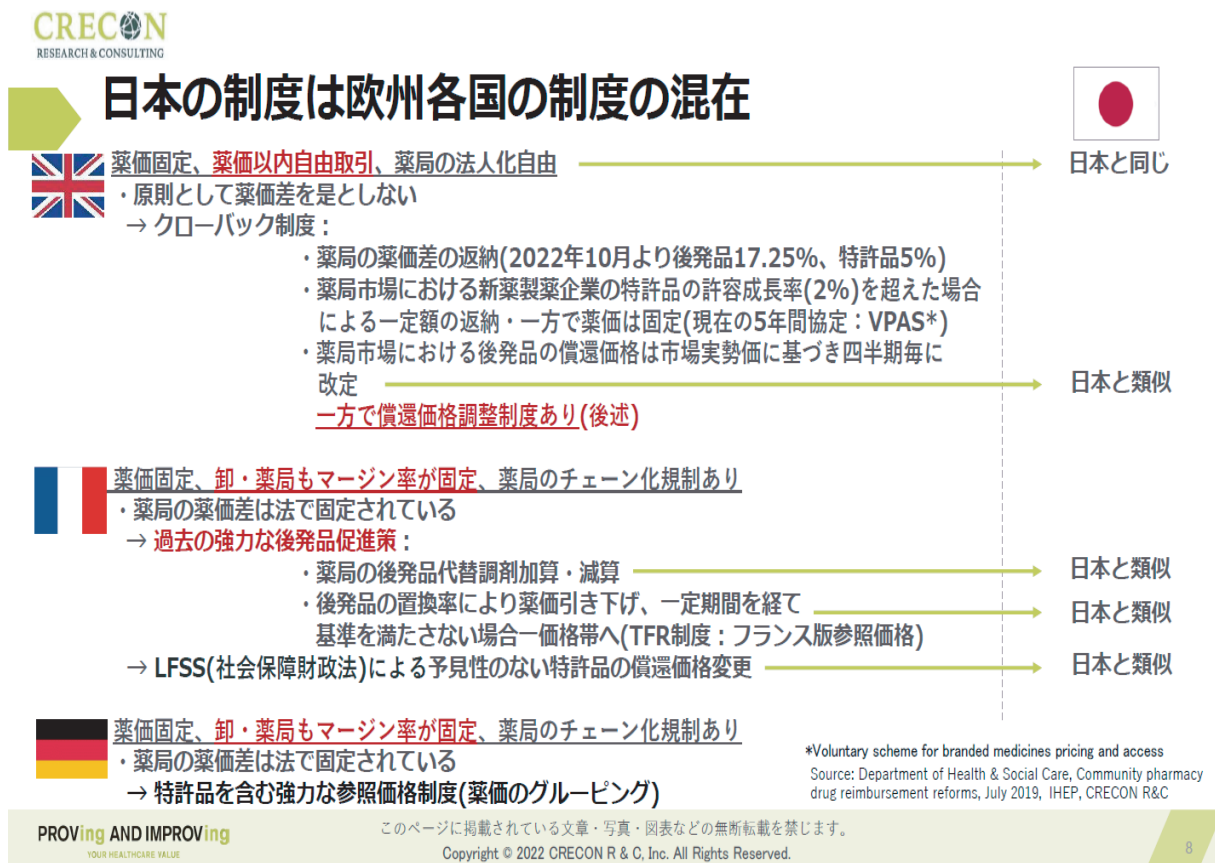 CRECON
RESEARCH & CONSULTING
日本の制度は欧州各国の制度の混在
薬価固定、薬価以内自由取引、薬局の法人化自由
日本と同じ
・原則として薬価差を是としない
→ クローバック制度：
・薬局の薬価差の返納(2022年10月より後発品17.25%、特許品5%)
・薬局市場における新薬製薬企業の特許品の許容成長率(2%)を超えた場合
による一定額の返納・一方で薬価は固定(現在の5年間協定：VPAS*)
・薬局市場における後発品の償還価格は市場実勢価に基づき四半期毎に
改定
日本と類似
一方で償還価格調整制度あり(後述)
薬価固定、卸・薬局もマージン率が固定、薬局のチェーン化規制あり
・薬局の薬価差は法で固定されている
→ 過去の強力な後発品促進策：
・薬局の後発品代替調剤加算・減算
日本と類似
・後発品の置換率により薬価引き下げ、一定期間を経て
日本と類似
基準を満たさない場合一価格帯へ(TFR制度：フランス版参照価格)
→ LFSS(社会保障財政法)による予見性のない特許品の償還価格変更
日本と類似
薬価固定、卸・薬局もマージン率が固定、薬局のチェーン化規制あり
・薬局の薬価差は法で固定されている
→ 特許品を含む強力な参照価格制度(薬価のグルーピング)
*Voluntary scheme for branded medicines pricing and access
Source: Department of Health & Social Care, Community pharmacy
drug reimbursement reforms, July 2019, IHEP, CRECON R&C
PROVing AND IMPROVing
YOUR HEALTHCARE VALUE
このページに掲載されている文章・写真・図表などの無断転載を禁じます。
Copyright © 2022 CRECON R & C, Inc. All Rights Reserved.
8